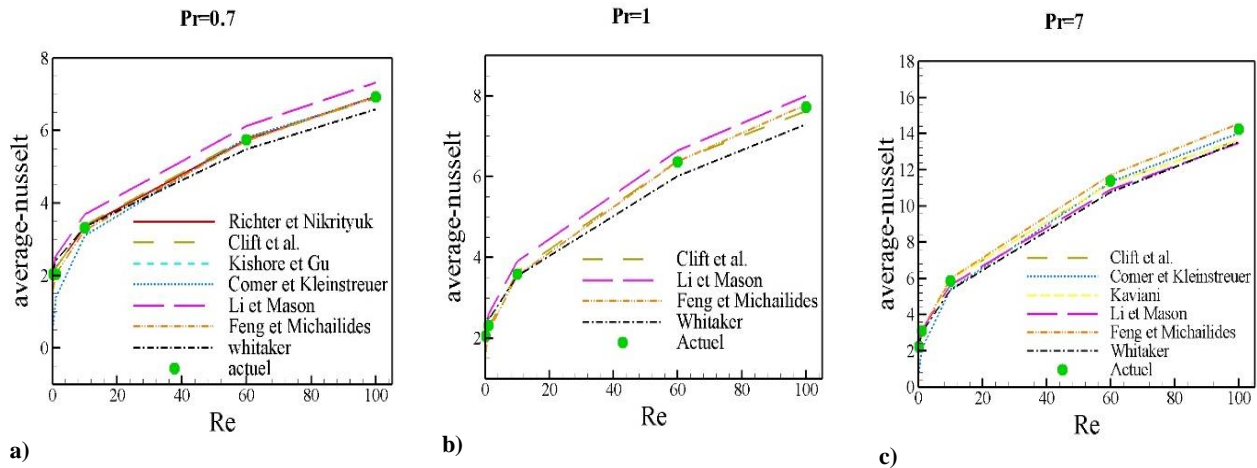 Pr=0.7
8
6
4
2
0
0
20
40
60
80
100
average-nusselt
Re
Richter et Nikrityuk
Clift et al.
Kishore et Gu
Comer et Kleinstreuer
Li et Mason
Feng et Michailides
whitaker
actuel
a)
Pr=1
8
6
4
2
0
20
40
60
80
100
average-nusselt
Re
Clift et al.
Li et Mason
Feng et Michailides
Whitaker
Actuel
b)
Pr=7
18
16
14
12
10
8
6
4
2
0
0
20
40
60
80
100
average-nusselt
Re
Clift et al.
Comer et Kleinstreuer
Kaviani
Li et Mason
Feng et Michailides
Whitaker
Actuel
c)